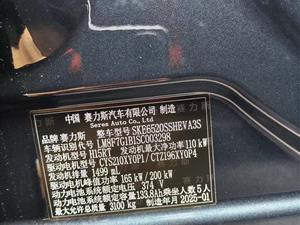 中国 赛力斯汽车有限公司 制造
Seres Auto Co., Ltd
品牌 赛力斯 整车型号 SKE6520SSHEVA3S
车辆识别代号 LM8F7G1B1SC003298
发动机型号 H15DT 发动机最大净功率 110 kW
驱动电机型号 CYS210XY0P1/CTZ196XY0P4
发动机排量 1499 mL
驱动电机峰值功率 165 kW/200 kW
动力电池系统额定电压 374 V
动力电池系统额定容量 133.8Ah 乘坐人数 5人
最大允许总质量 3100 kg 制造年月 2025-01